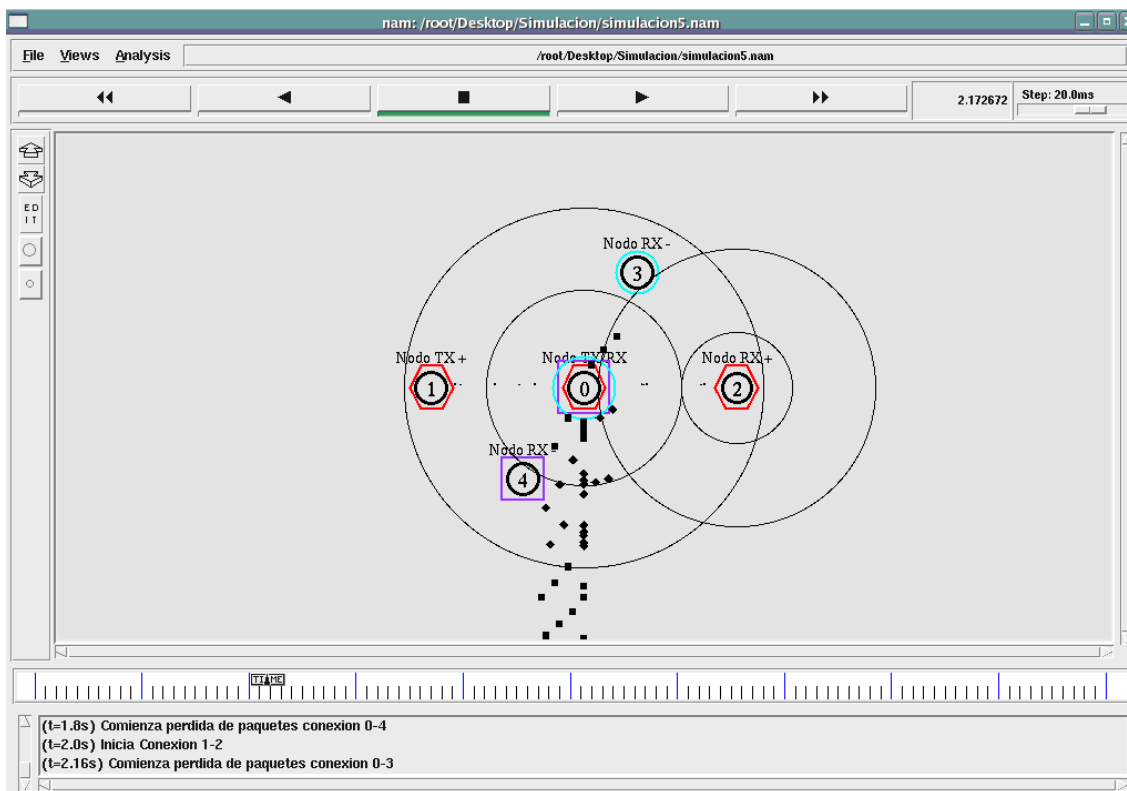 nam: /root/Desktop/Simulacion/simulacion5.nam
File Views Analysis /root/Desktop/Simulacion/simulacion5.nam
2.172672 Step: 20.0ms
E D
I T
Nodo RX -
3
Nodo TX + Nodo TX/RX Nodo RX +
1 0 2
Nodo RX -
4
TIME
(t=1.8s) Comienza perdida de paquetes conexion 0-4
(t=2.0s) Inicia Conexion 1-2
(t=2.16s) Comienza perdida de paquetes conexion 0-3